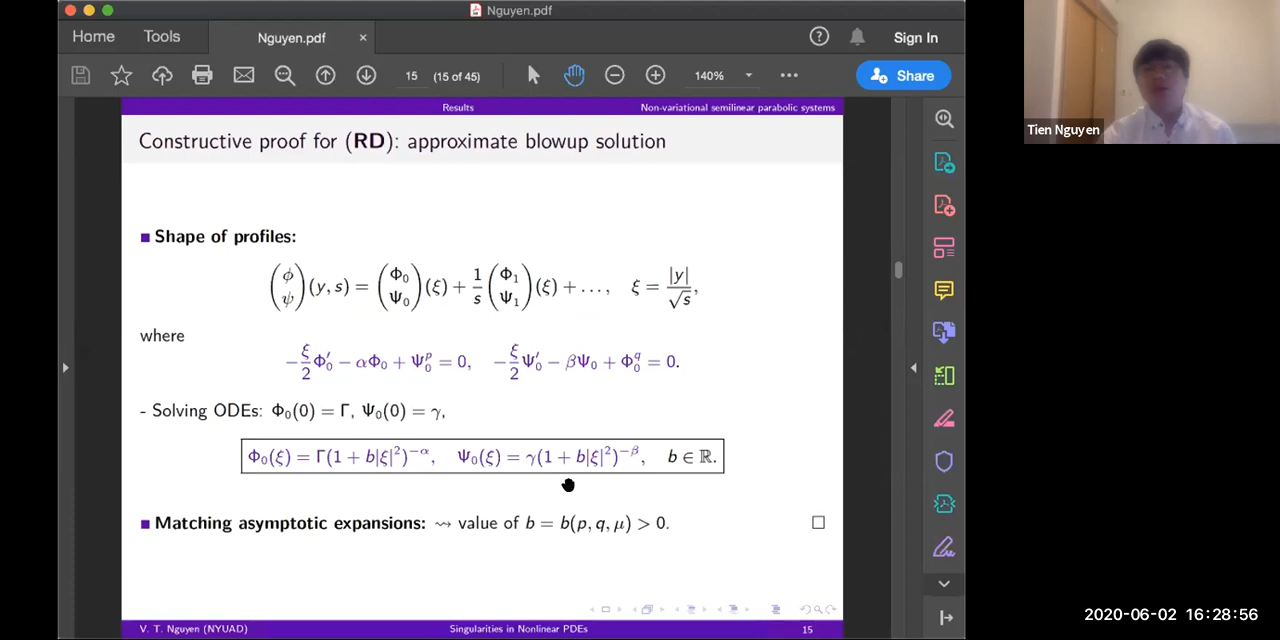 Nguyen.pdf
Home Tools Nguyen.pdf × Sign In
15 (15 of 45) 140% Share
Results Non-variational semilinear parabolic systems
Constructive proof for (RD): approximate blowup solution
Shape of profiles:
(ϕ ψ)(y, s) = (Φ₀ Ψ₀)(ξ) + 1/s (Φ₁ Ψ₁)(ξ) + . . . , ξ = |y|/√s,
where
−ξ/2 Φ₀′ − αΦ₀ + Ψ₀ᵖ = 0, −ξ/2 Ψ₀′ − βΨ₀ + Φ₀^q = 0.
- Solving ODEs: Φ₀(0) = Γ, Ψ₀(0) = γ,
Φ₀(ξ) = Γ(1 + b|ξ|²)^−α, Ψ₀(ξ) = γ(1 + b|ξ|²)^−β, b ∈ ℝ.
Matching asymptotic expansions: ⇝ value of b = b(p, q, μ) > 0. □
V. T. Nguyen (NYUAD) Singularities in Nonlinear PDEs 15
Tien Nguyen
2020-06-02 16:28:56